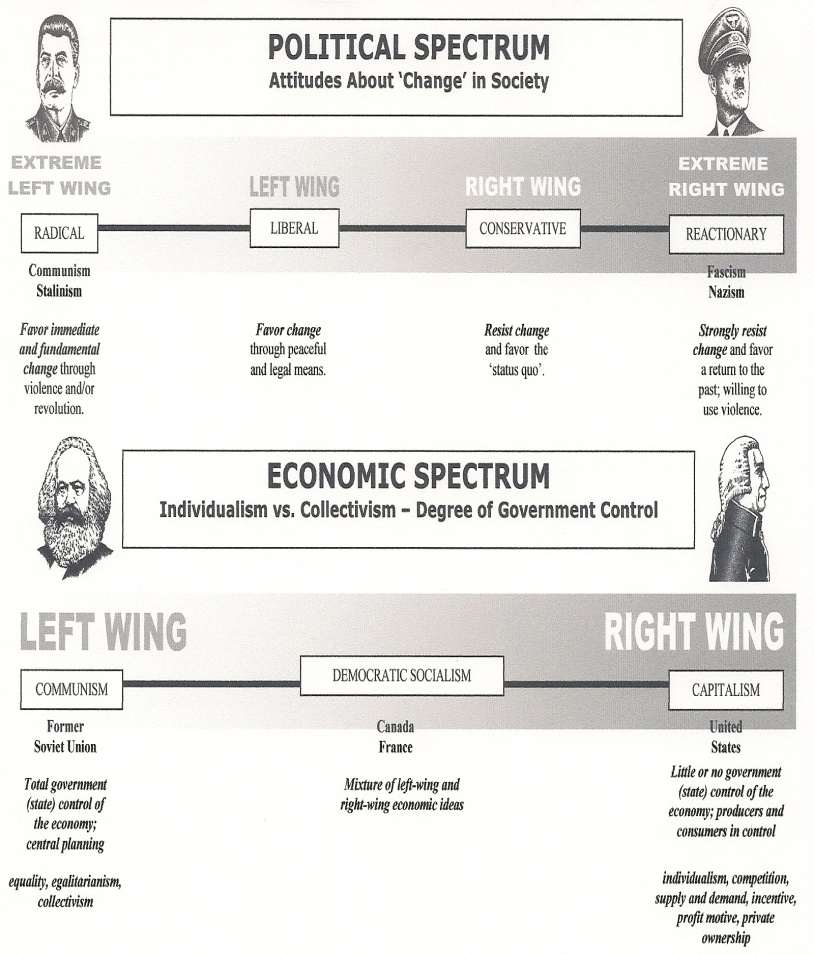 POLITICAL SPECTRUM
Attitudes About ‘Change’ in Society
EXTREME
LEFT WING
LEFT WING
RIGHT WING
EXTREME
RIGHT WING
RADICAL
LIBERAL
CONSERVATIVE
REACTIONARY
Communism
Stalinism
Fascism
Nazism
Favor immediate
and fundamental
change through
violence and/or
revolution.
Favor change
through peaceful
and legal means.
Resist change
and favor the
‘status quo’.
Strongly resist
change and favor
a return to the
past; willing to
use violence.
ECONOMIC SPECTRUM
Individualism vs. Collectivism – Degree of Government Control
LEFT WING
RIGHT WING
COMMUNISM
DEMOCRATIC SOCIALISM
CAPITALISM
Former
Soviet Union
Canada
France
United
States
Total government
(state) control of
the economy;
central planning
equality, egalitarianism,
collectivism
Mixture of left-wing and
right-wing economic ideas
Little or no government
(state) control of the
economy; producers and
consumers in control
individualism, competition,
supply and demand, incentive,
profit motive, private
ownership